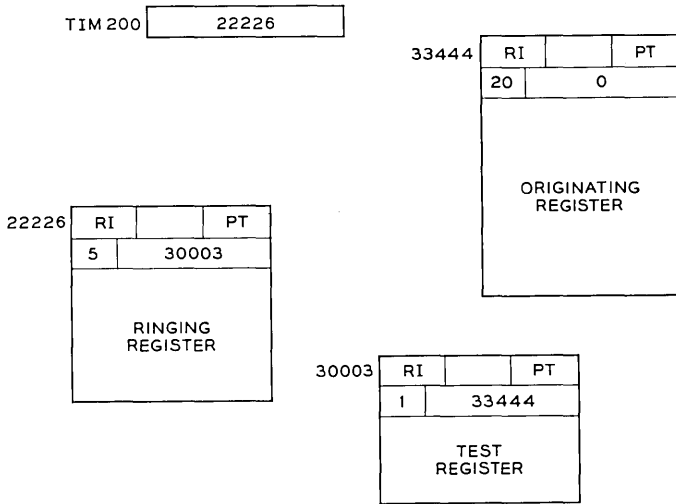 TIM 200 22226
33444 RI PT
20 0
ORIGINATING
REGISTER
22226 RI PT
5 30003
RINGING
REGISTER
30003 RI PT
1 33444
TEST
REGISTER